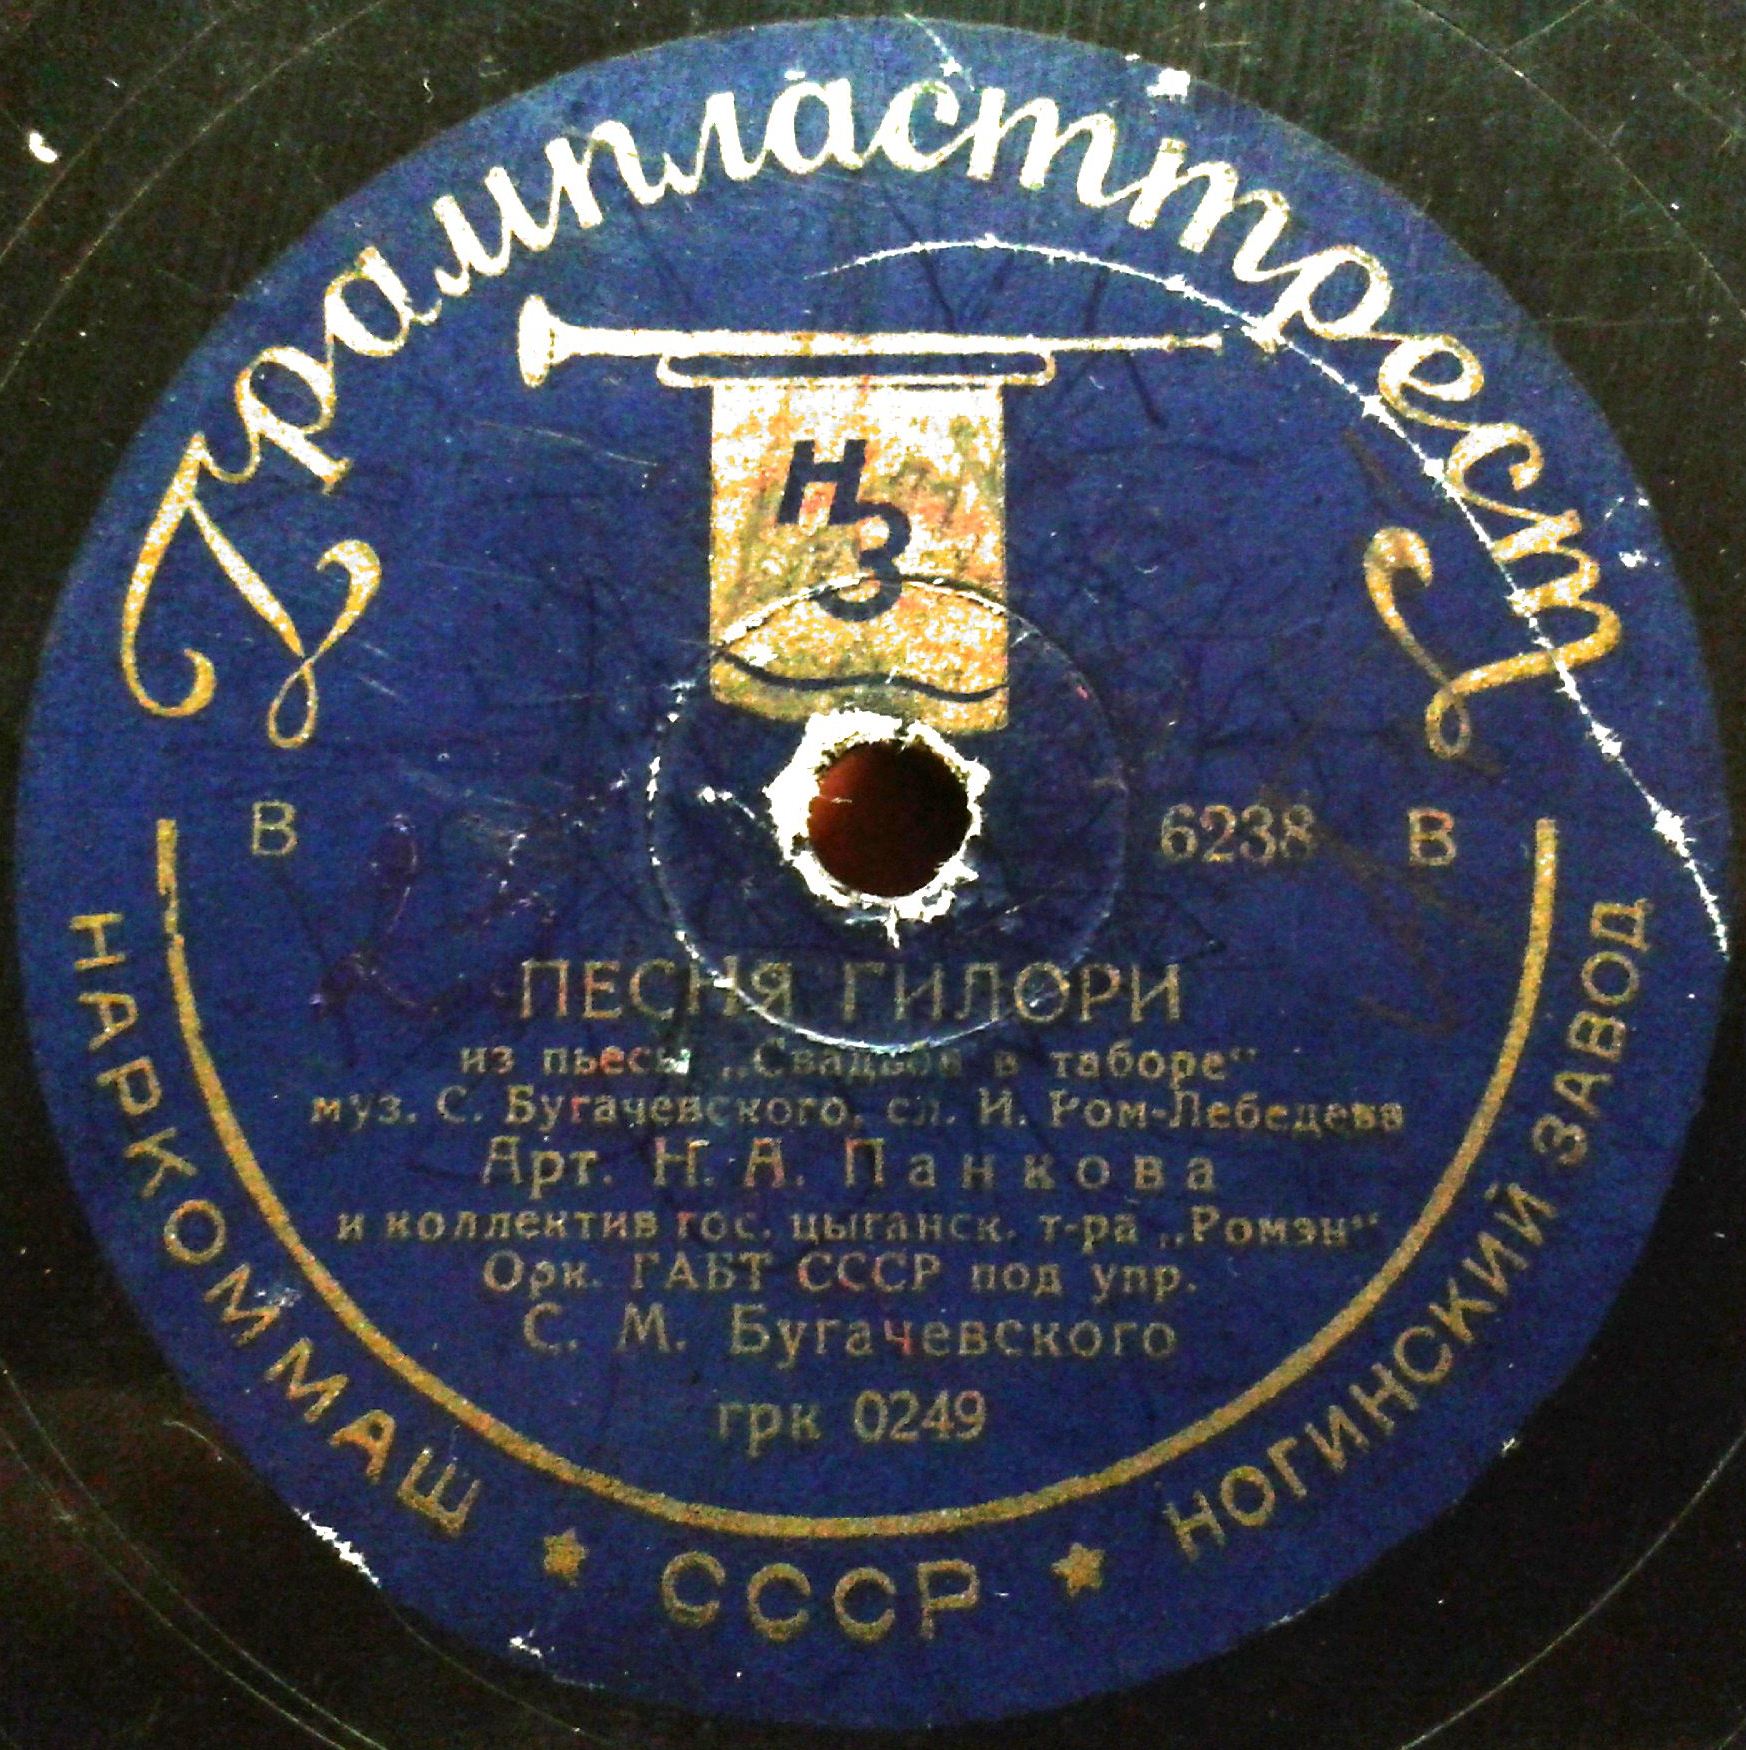 Грампласттрест
НЗ
В 6238 В
ПЕСНЯ ГИЛОРИ
из пьесы „Свадьба в таборе“
муз. С. Бугачевского, сл. И. Ром-Лебедева
Арт. Н. А. Панкова
и коллектив гос. цыганск. т-ра „Ромэн“
Орк. ГАБТ СССР под упр.
С. М. Бугачевского
грк 0249
НАРКОММАШ ★ СССР ★ НОГИНСКИЙ ЗАВОД